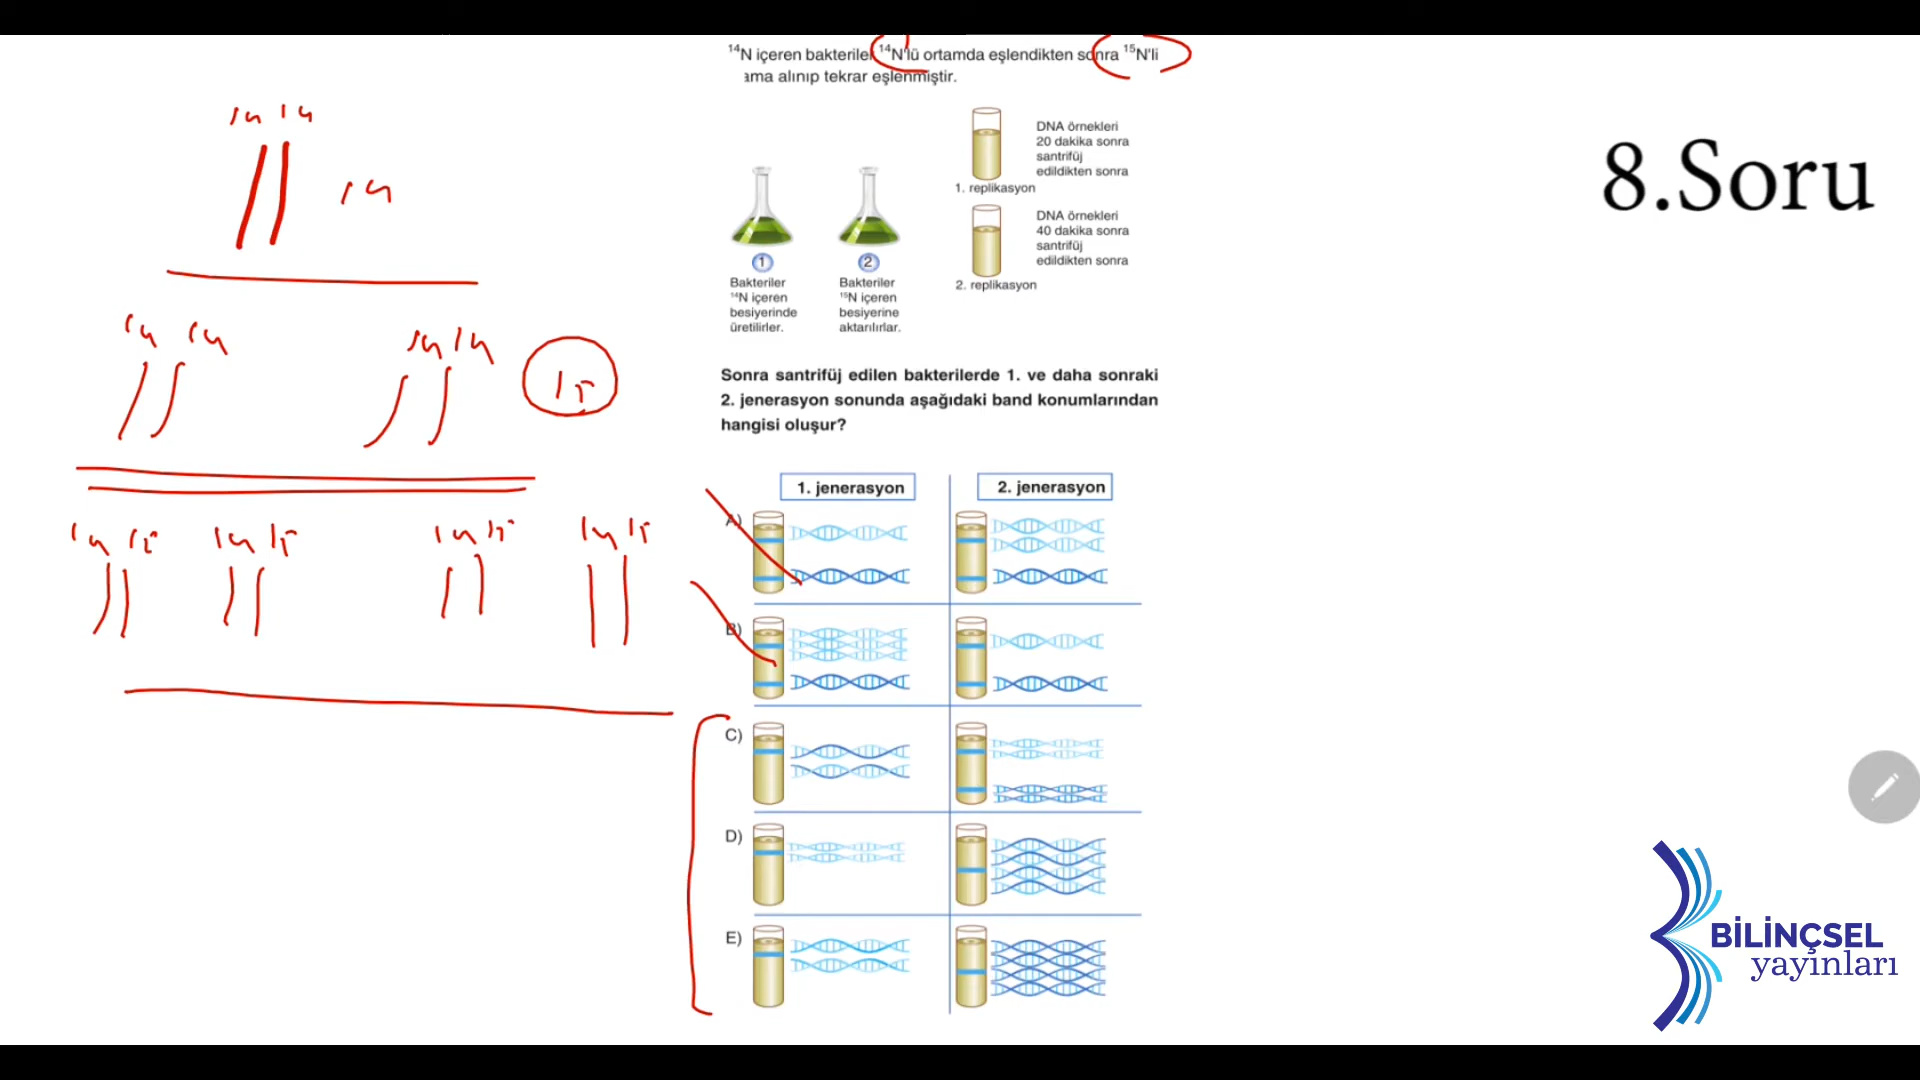 ¹⁴N içeren bakteriler ¹⁴N'lü ortamda eşlendikten sonra ¹⁵N'li
ama alınıp tekrar eşlenmiştir.
DNA örnekleri
20 dakika sonra
santrifüj
edildikten sonra
1. replikasyon
DNA örnekleri
40 dakika sonra
santrifüj
edildikten sonra
2. replikasyon
1
Bakteriler
¹⁴N içeren
besiyerinde
üretilirler.
2
Bakteriler
¹⁵N içeren
besiyerine
aktarılırlar.
Sonra santrifüj edilen bakterilerde 1. ve daha sonraki
2. jenerasyon sonunda aşağıdaki band konumlarından
hangisi oluşur?
1. jenerasyon
2. jenerasyon
A)
B)
C)
D)
E)
14 14
14
14 14
14 14
15
14 15
14 15
14 15
14 15
8.Soru
BİLİNÇSEL
yayınları